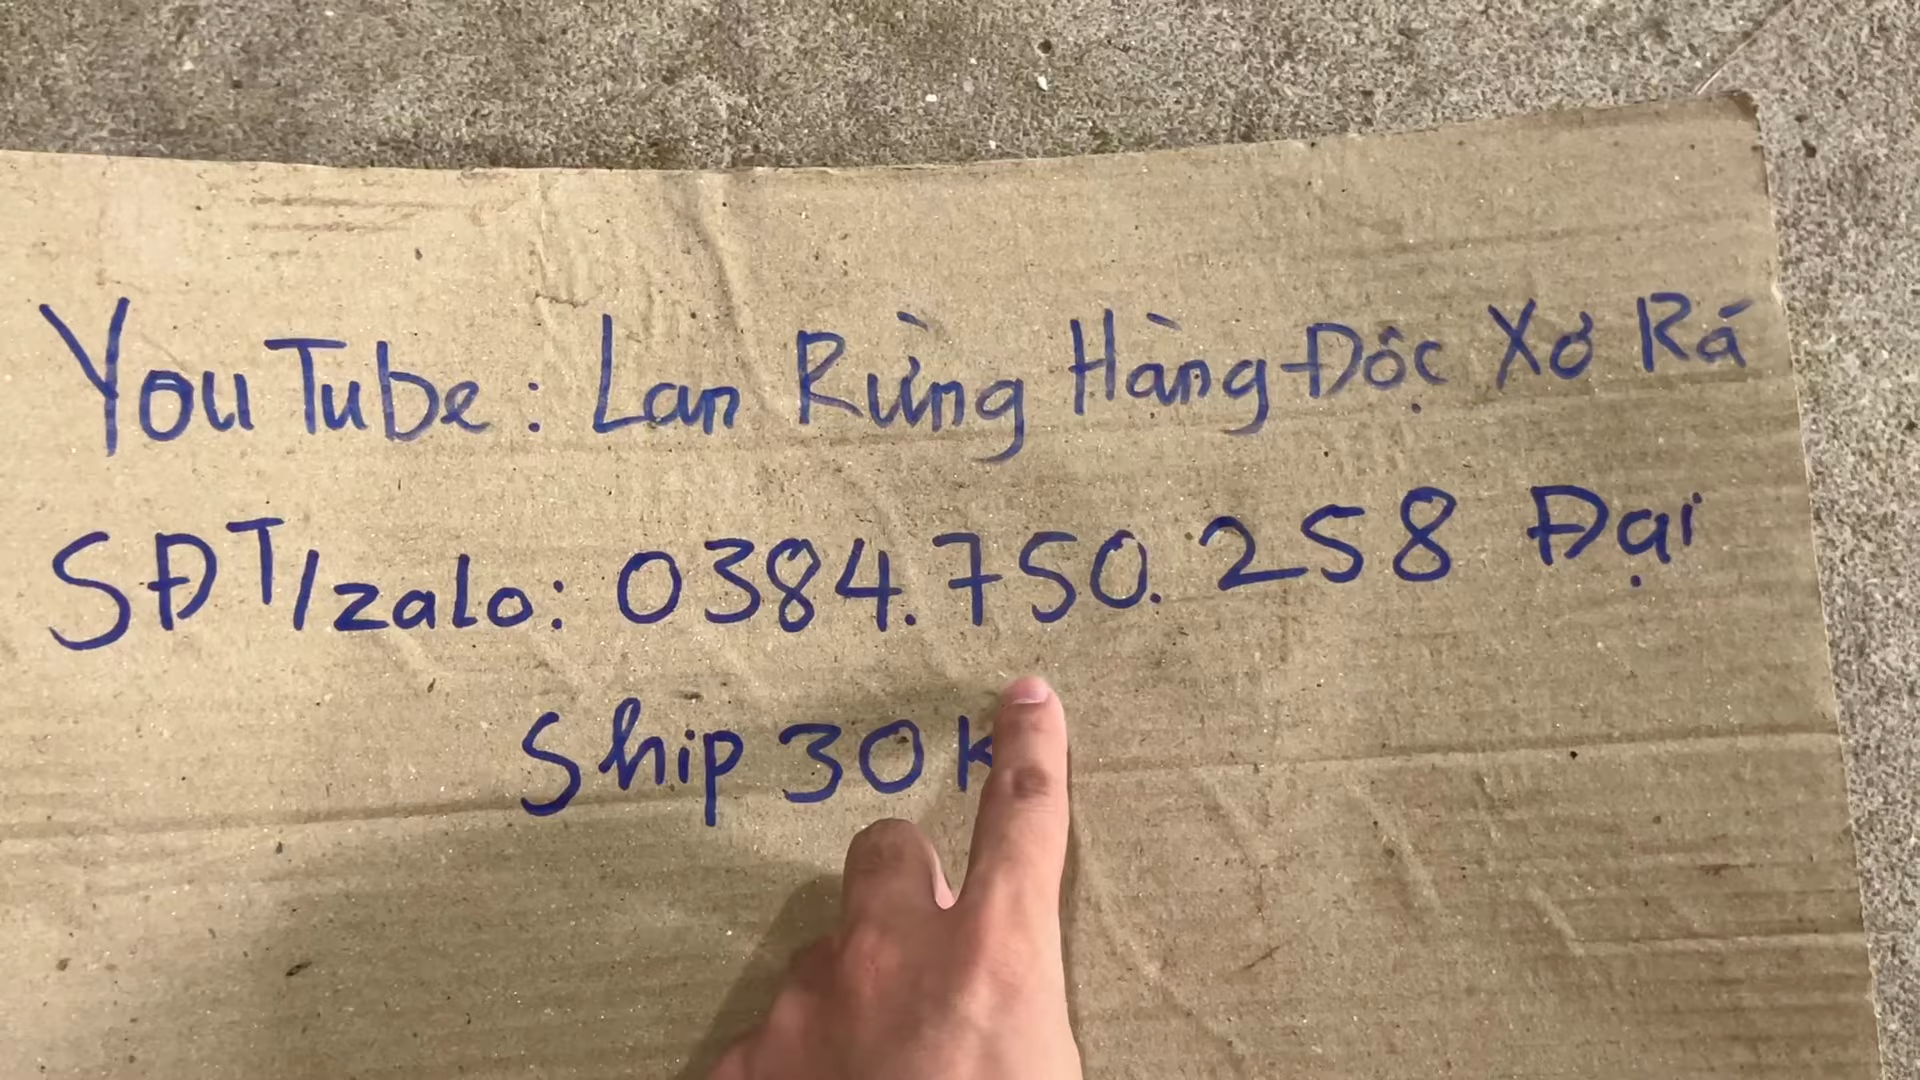 YouTube: Lan Rừng Hàng Độc Xơ Rá
SĐT/zalo: 0384.750.258 Đại
Ship 30K